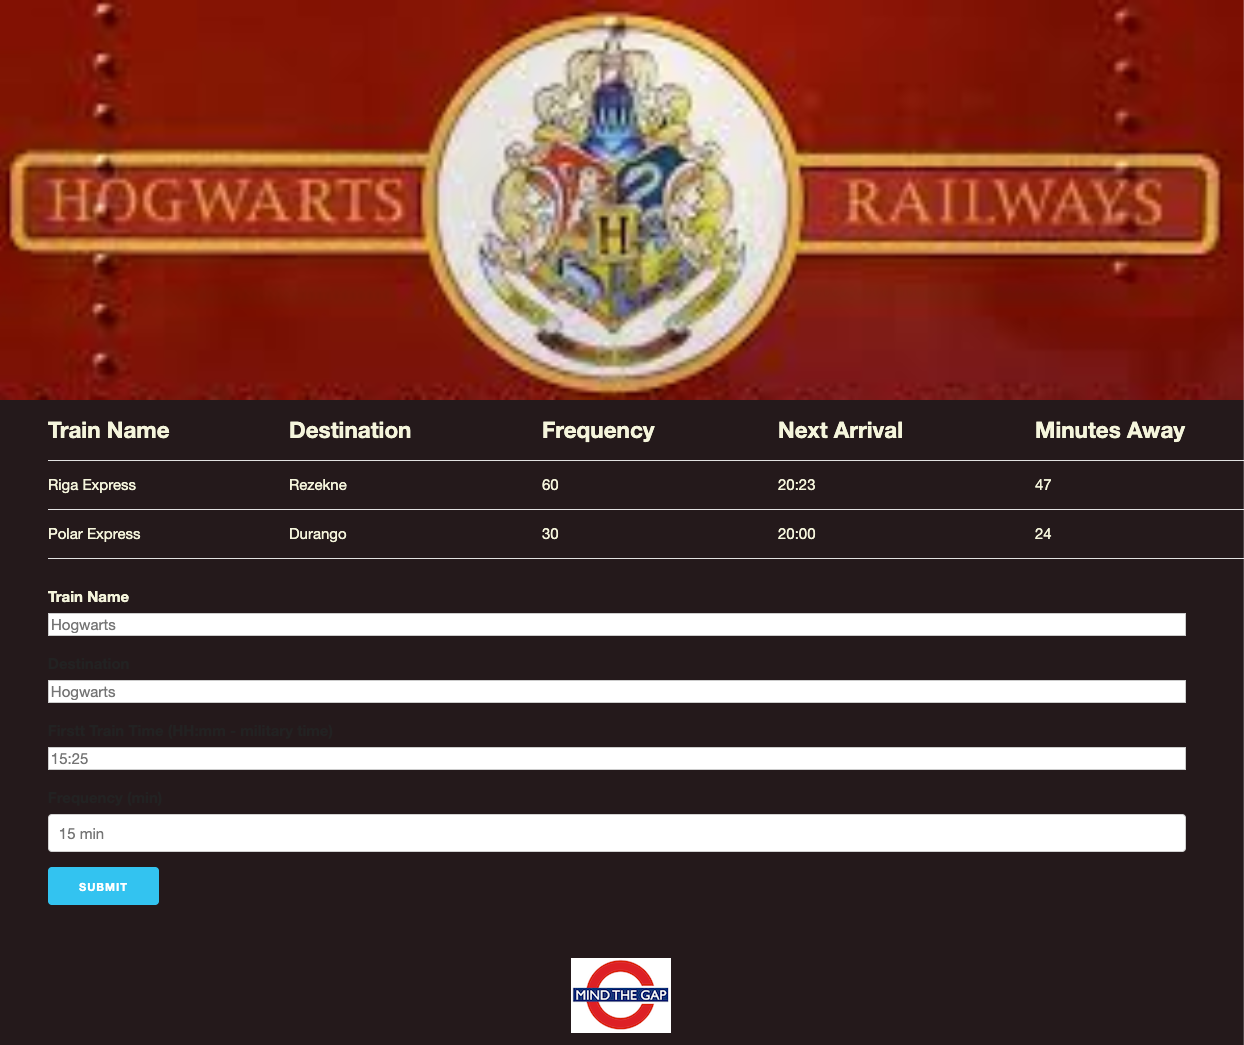 HOGWARTS RAILWAYS
H
Train Name Destination Frequency Next Arrival Minutes Away
Riga Express Rezekne 60 20:23 47
Polar Express Durango 30 20:00 24
Train Name
Hogwarts
Destination
Hogwarts
Train Time (HH:mm - military time)
15:25
Frequency (min)
15 min
SUBMIT
MIND THE GAP